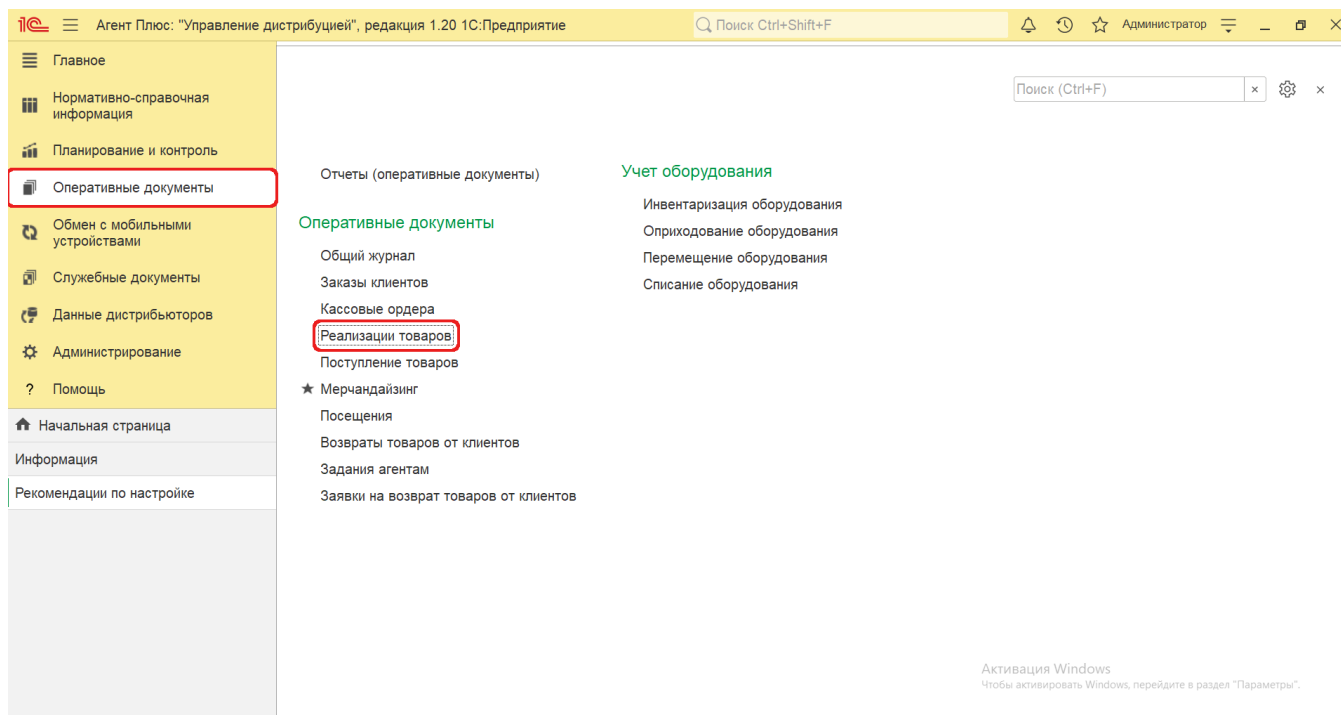 1С Агент Плюс: "Управление дистрибуцией", редакция 1.20 1С:Предприятие
Поиск Ctrl+Shift+F
Администратор
Главное
Нормативно-справочная
информация
Планирование и контроль
Оперативные документы
Обмен с мобильными
устройствами
Служебные документы
Данные дистрибьюторов
Администрирование
? Помощь
Начальная страница
Информация
Рекомендации по настройке
Поиск (Ctrl+F)
Отчеты (оперативные документы)
Оперативные документы
Общий журнал
Заказы клиентов
Кассовые ордера
Реализации товаров
Поступление товаров
Мерчандайзинг
Посещения
Возвраты товаров от клиентов
Задания агентам
Заявки на возврат товаров от клиентов
Учет оборудования
Инвентаризация оборудования
Оприходование оборудования
Перемещение оборудования
Списание оборудования
Активация Windows
Чтобы активировать Windows, перейдите в раздел "Параметры".